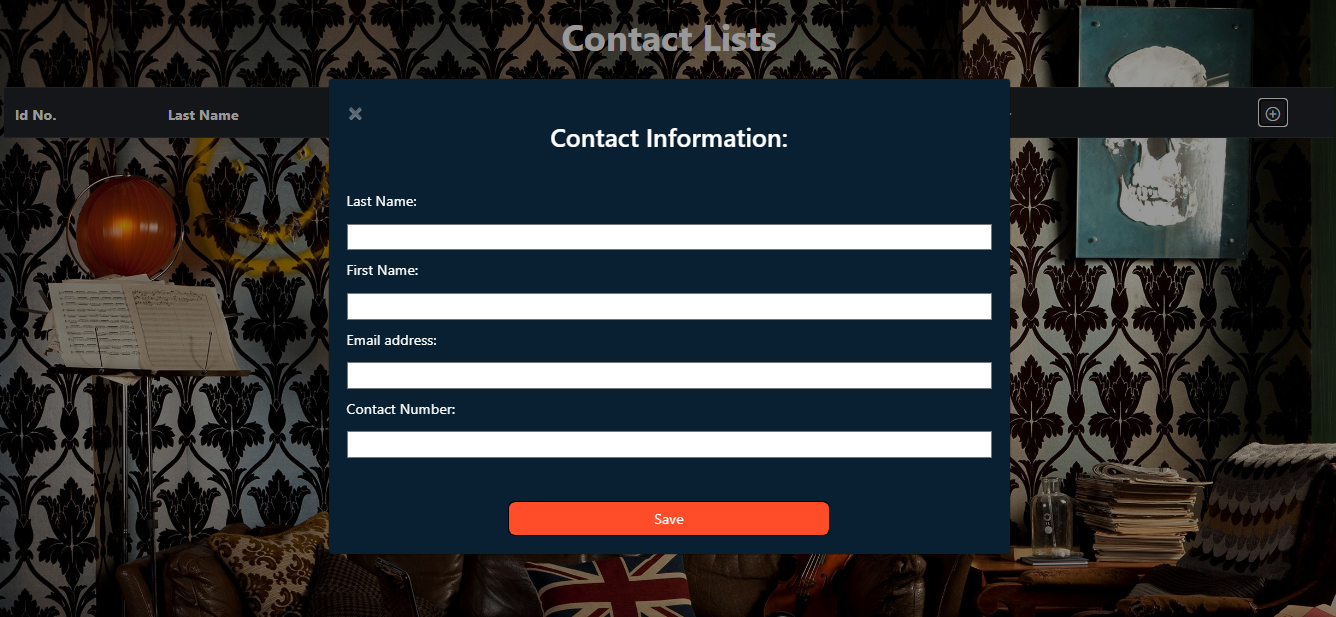 Contact Lists
Id No.
Last Name
Contact Information:
Last Name:
First Name:
Email address:
Contact Number:
Save